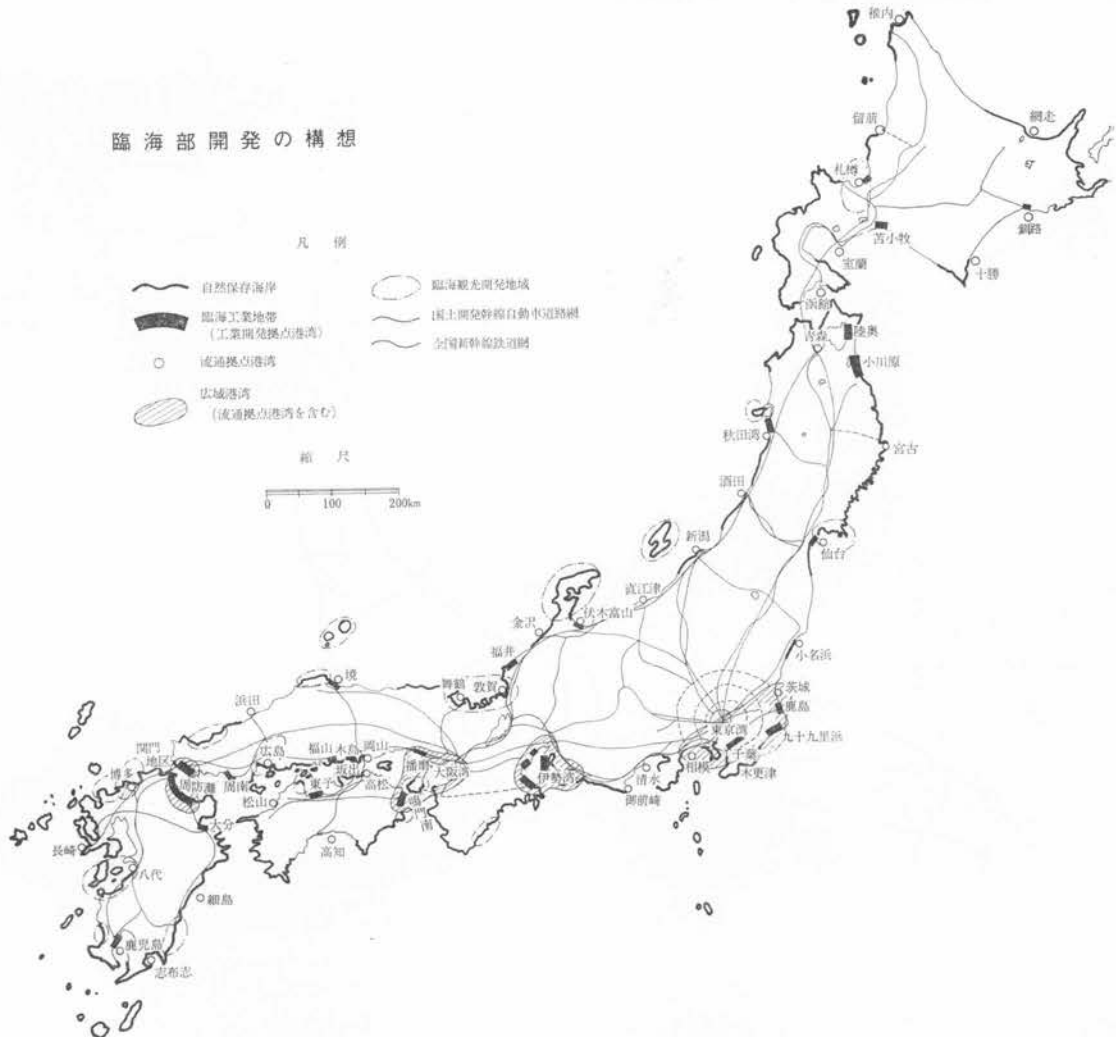 臨海部開発の構想
凡例
自然保存海岸
臨海工業地帯
(工業開発拠点港湾)
流通拠点港湾
広域港湾
(流通拠点港湾を含む)
臨海観光開発地域
国土開発幹線自動車道路網
全国新幹線鉄道網
縮尺
0 100 200km
稚内
留萌
網走
札樽
釧路
苫小牧
十勝
室蘭
函館
青森
陸奥
小川原
秋田湾
宮古
酒田
仙台
新潟
直江津
伏木富山
金沢
福井
小名浜
茨城
鹿島
東京湾
九十九里浜
千葉
木更津
相模
清水
御前崎
伊勢湾
敦賀
舞鶴
境
浜田
大阪湾
播磨
岡山
水島
福山
広島
坂出
高松
東予
松山
高知
関門
地区
博多
周防灘
周南
大分
長崎
八代
細島
鹿児島
志布志